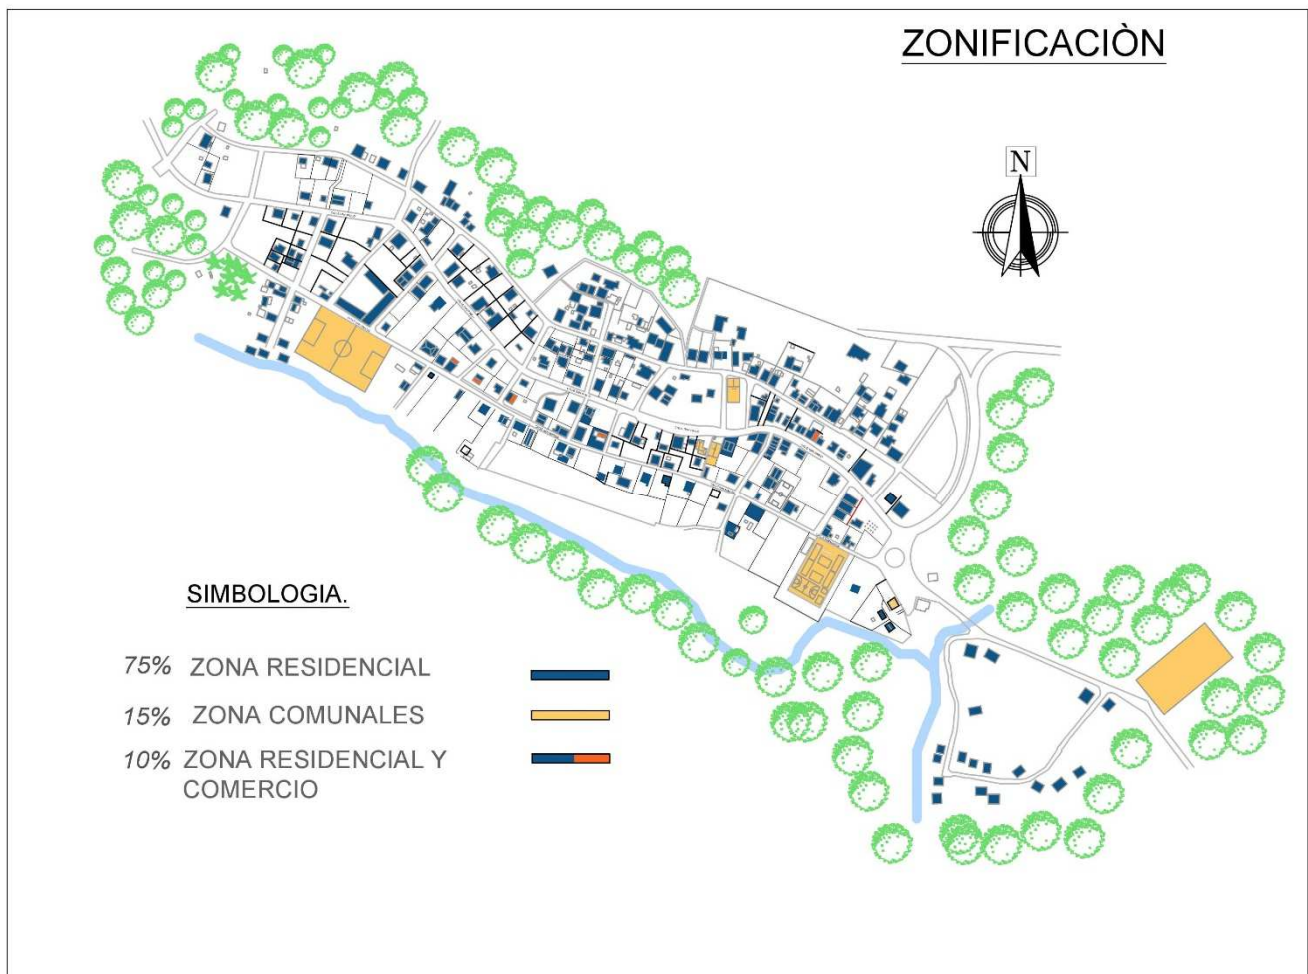 ZONIFICACIÒN
N
SIMBOLOGIA.
75% ZONA RESIDENCIAL
15% ZONA COMUNALES
10% ZONA RESIDENCIAL Y
COMERCIO